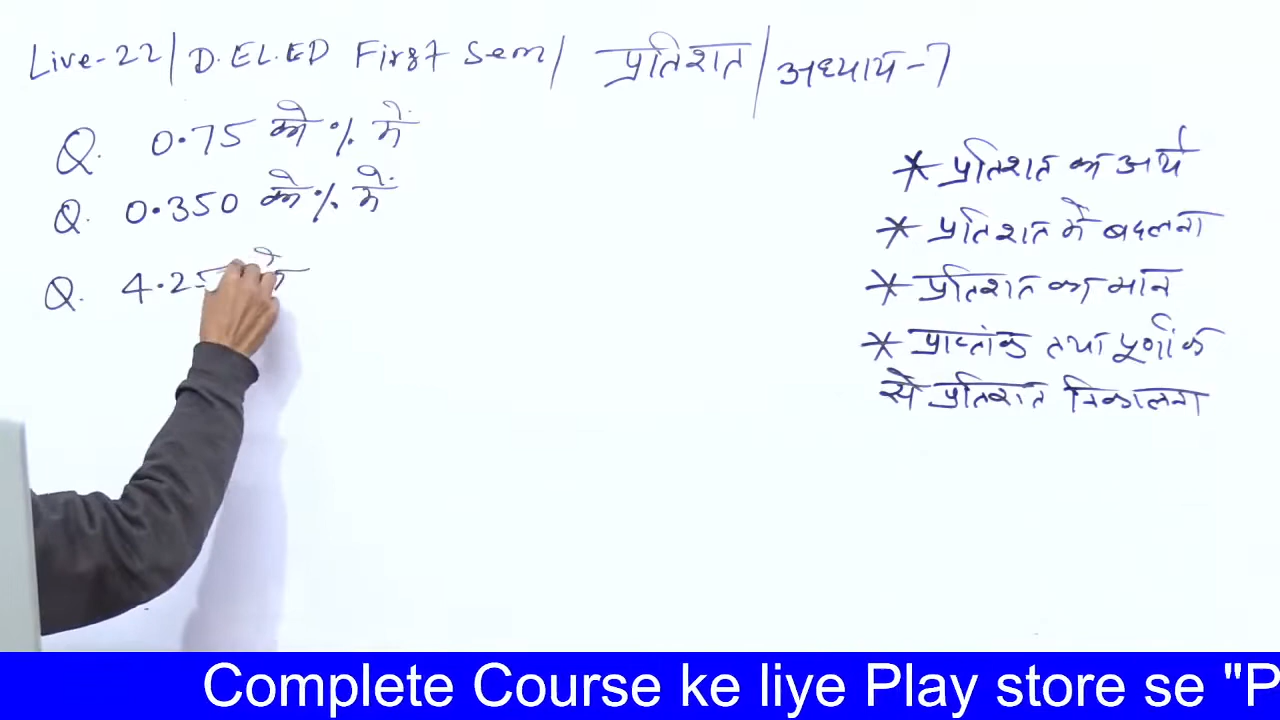 Live-22/ D.EL.ED First Sem/ प्रतिशत/अध्याय-7
Q. 0.75 को % में
Q. 0.350 को % में
Q. 4.25
* प्रतिशत का अर्थ
* प्रतिशत में बदलना
* प्रतिशत का मान
* प्राप्तांक तथा पूर्णांक
से प्रतिशत निकालना
Complete Course ke liye Play store se "P